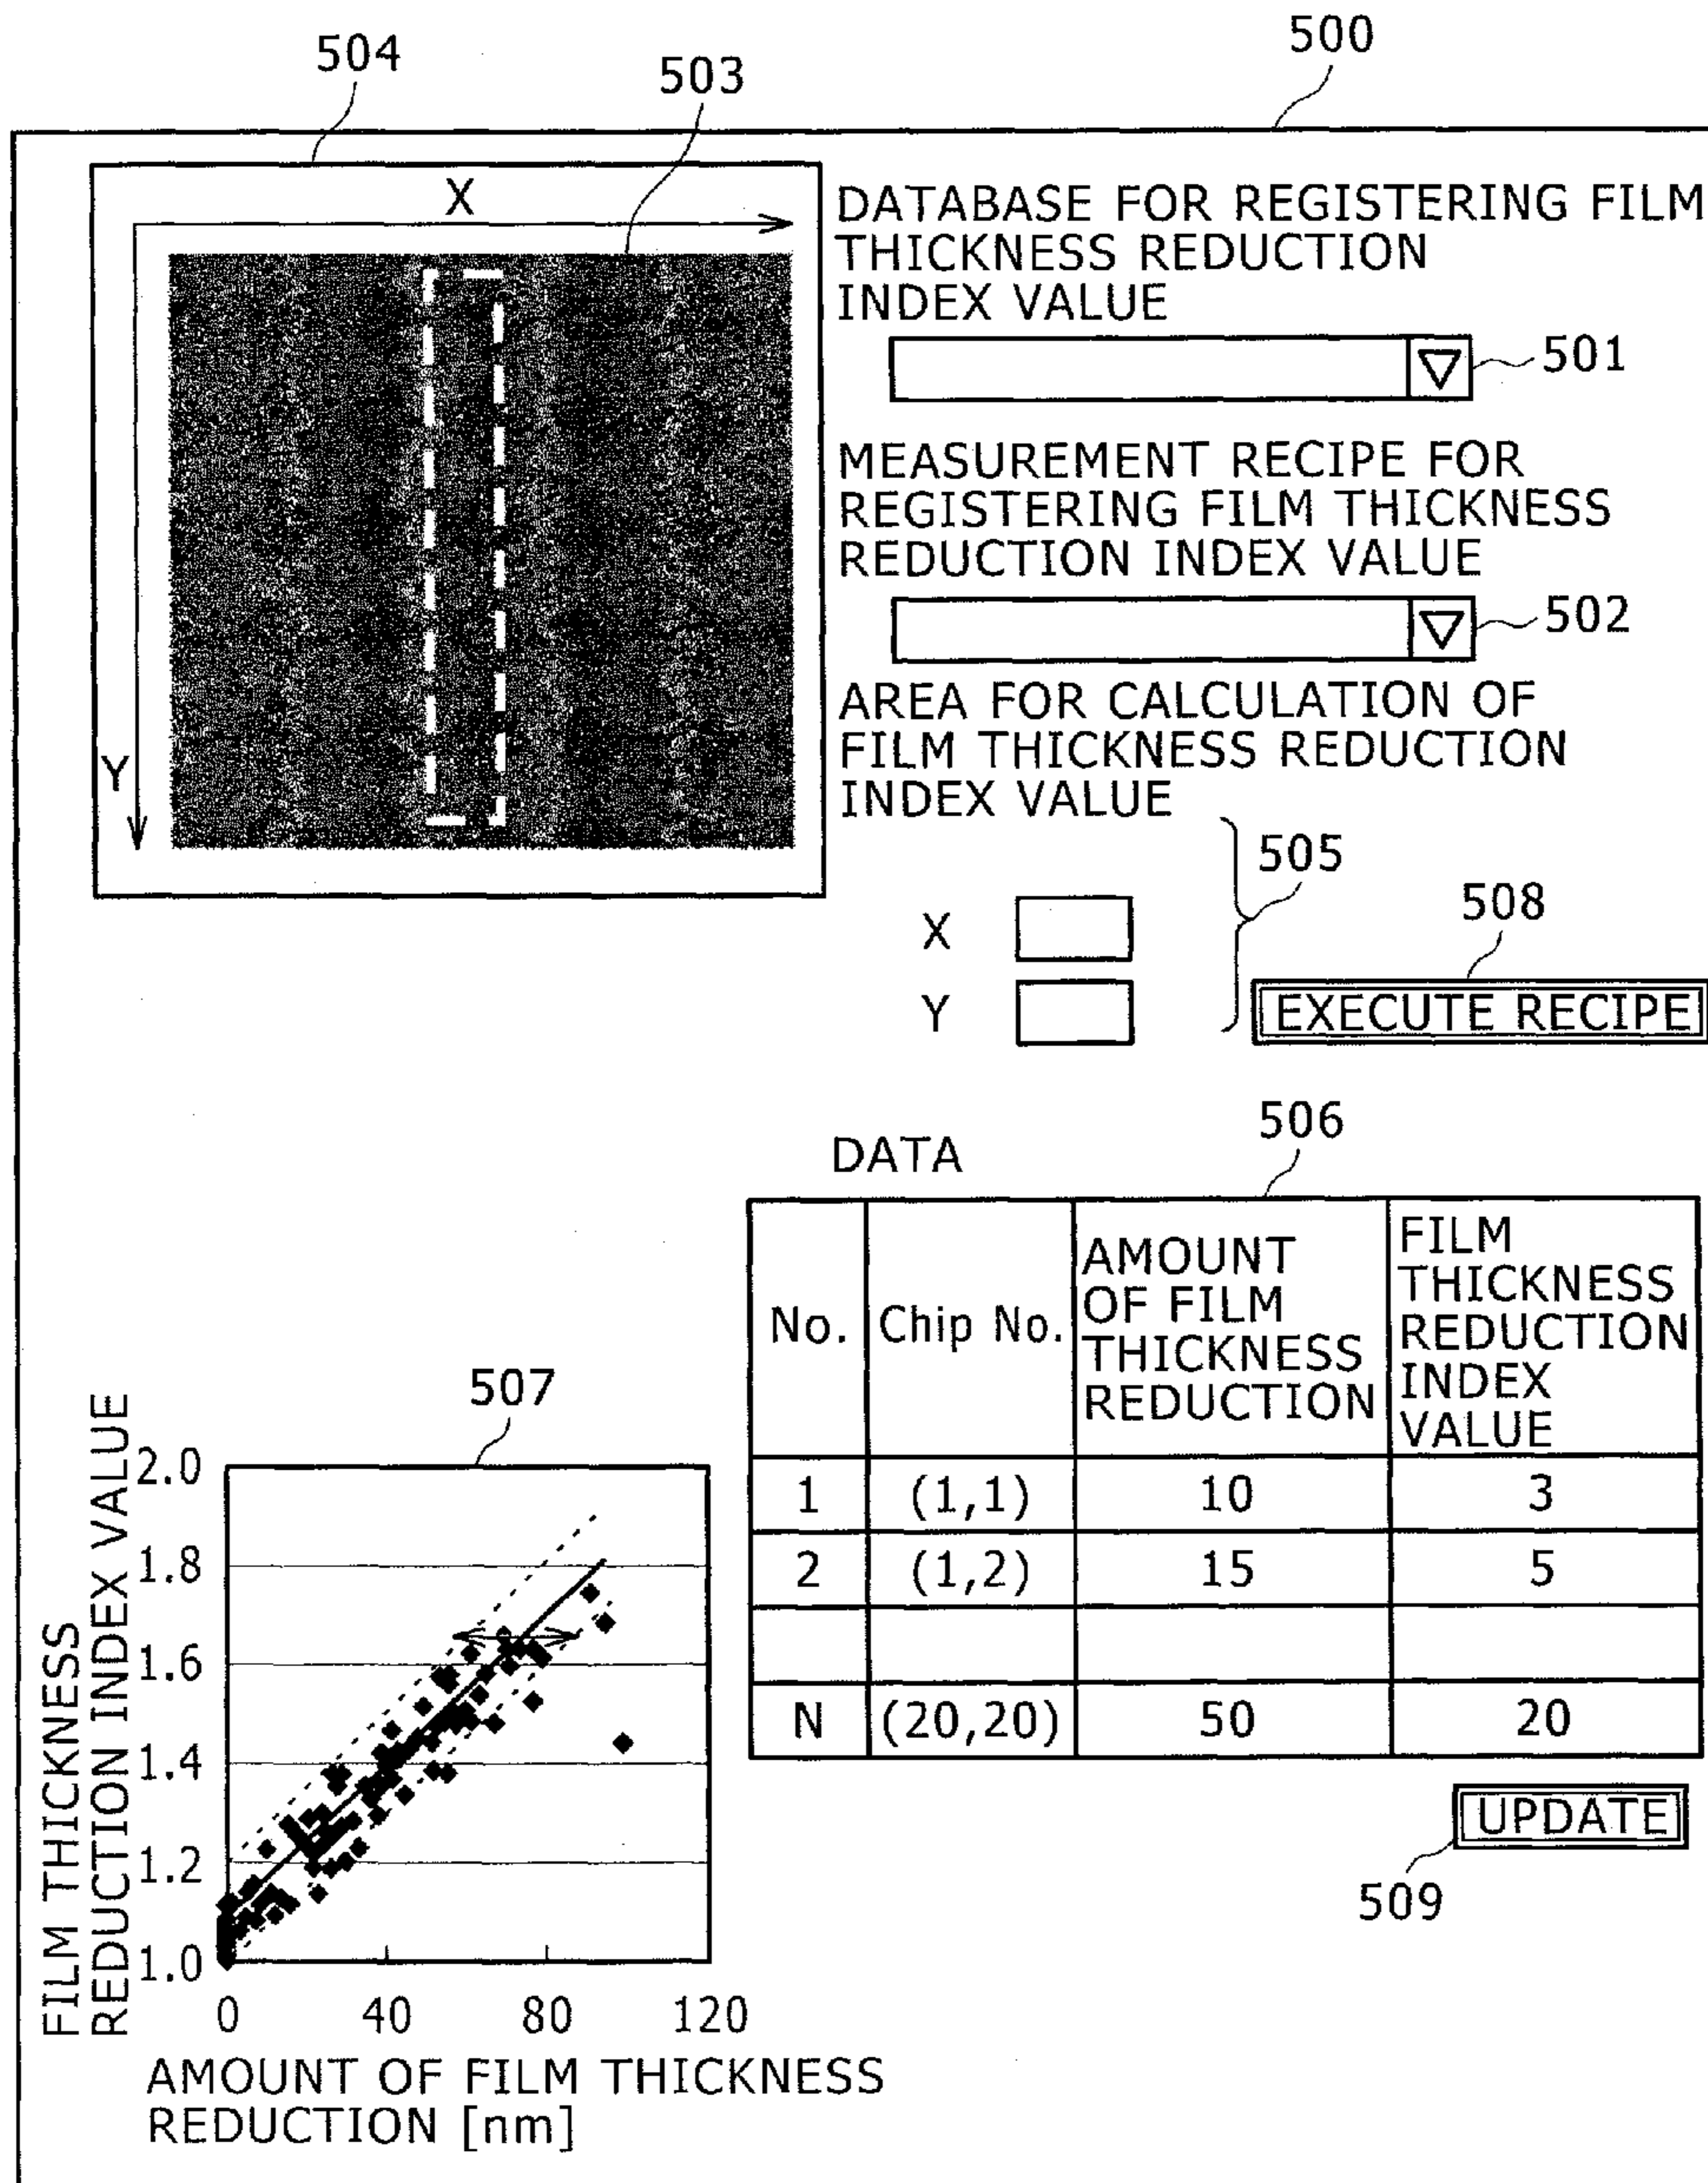 504
503
500
X
Y
DATABASE FOR REGISTERING FILM
THICKNESS REDUCTION
INDEX VALUE
501
MEASUREMENT RECIPE FOR
REGISTERING FILM THICKNESS
REDUCTION INDEX VALUE
502
AREA FOR CALCULATION OF
FILM THICKNESS REDUCTION
INDEX VALUE
505
X
Y
508
EXECUTE RECIPE
506
DATA
No.
Chip No.
AMOUNT
OF FILM
THICKNESS
REDUCTION
FILM
THICKNESS
REDUCTION
INDEX
VALUE
1 (1,1) 10 3
2 (1,2) 15 5
N (20,20) 50 20
UPDATE
509
507
FILM THICKNESS
REDUCTION INDEX VALUE
2.0
1.8
1.6
1.4
1.2
1.0
0 40 80 120
AMOUNT OF FILM THICKNESS
REDUCTION [nm]